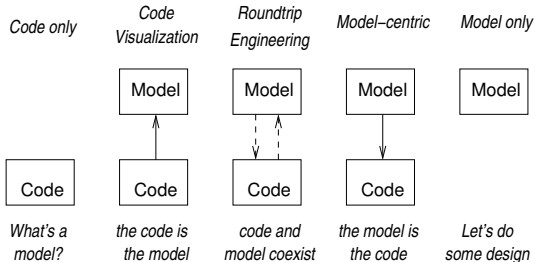 Code only
Code
Visualization
Roundtrip
Engineering
Model–centric
Model only
Model
Model
Model
Model
Code
Code
Code
Code
What's a
model?
the code is
the model
code and
model coexist
the model is
the code
Let's do
some design